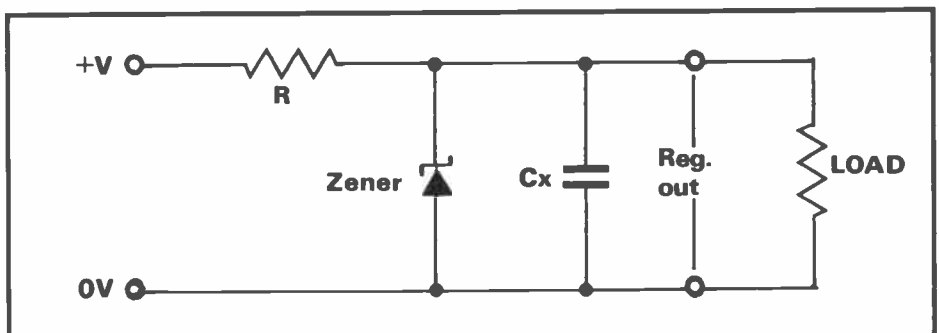 +V
R
Zener
Cx
Reg.
out
LOAD
0V